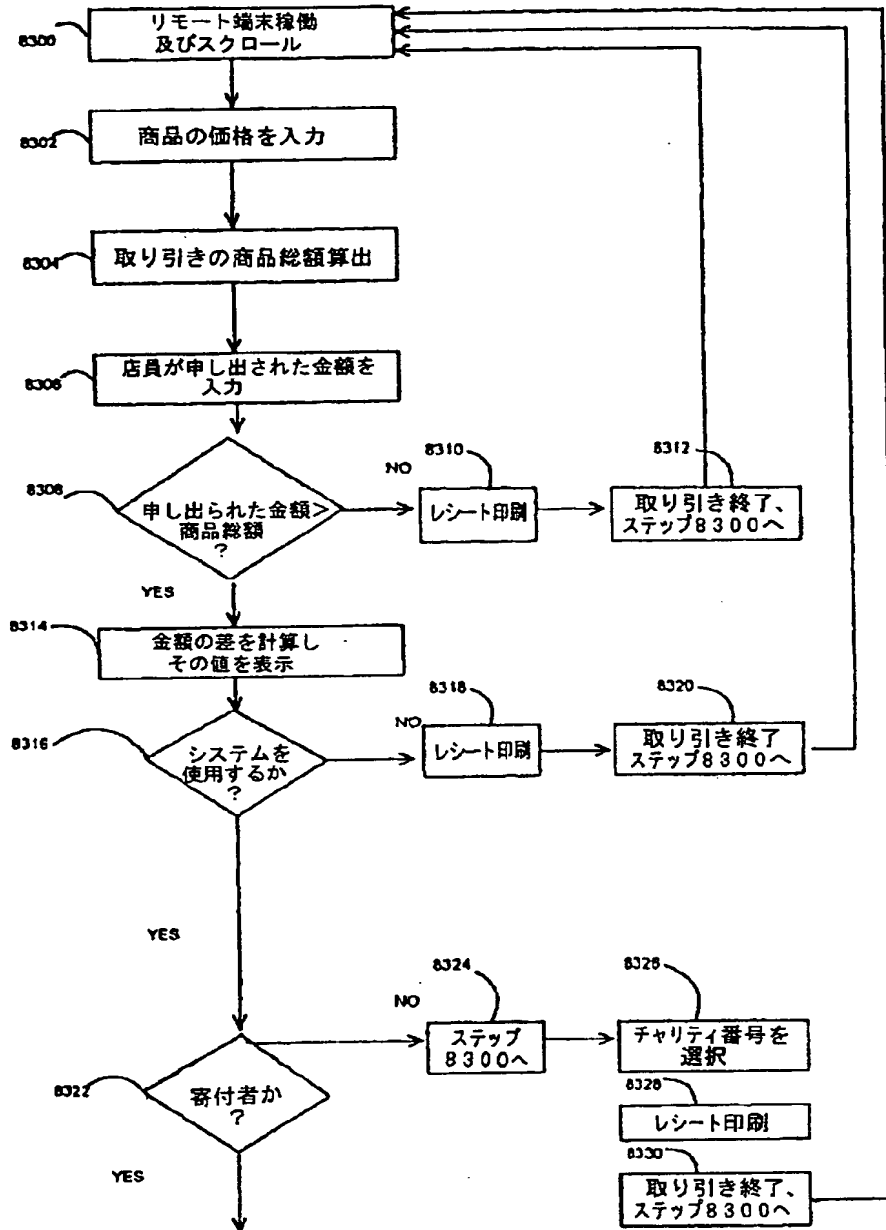 8300
リモート端末稼働
及びスクロール
8302
商品の価格を入力
8304
取り引きの商品総額算出
8306
店員が申し出された金額を
入力
8308
申し出られた金額>
商品総額
?
NO
8310
レシート印刷
8312
取り引き終了、
ステップ8300へ
YES
8314
金額の差を計算し
その値を表示
8316
システムを
使用するか
?
NO
8318
レシート印刷
8320
取り引き終了
ステップ8300へ
YES
8322
寄付者か
?
NO
8324
ステップ
8300へ
8326
チャリティ番号を
選択
8328
レシート印刷
8330
取り引き終了、
ステップ8300へ
YES